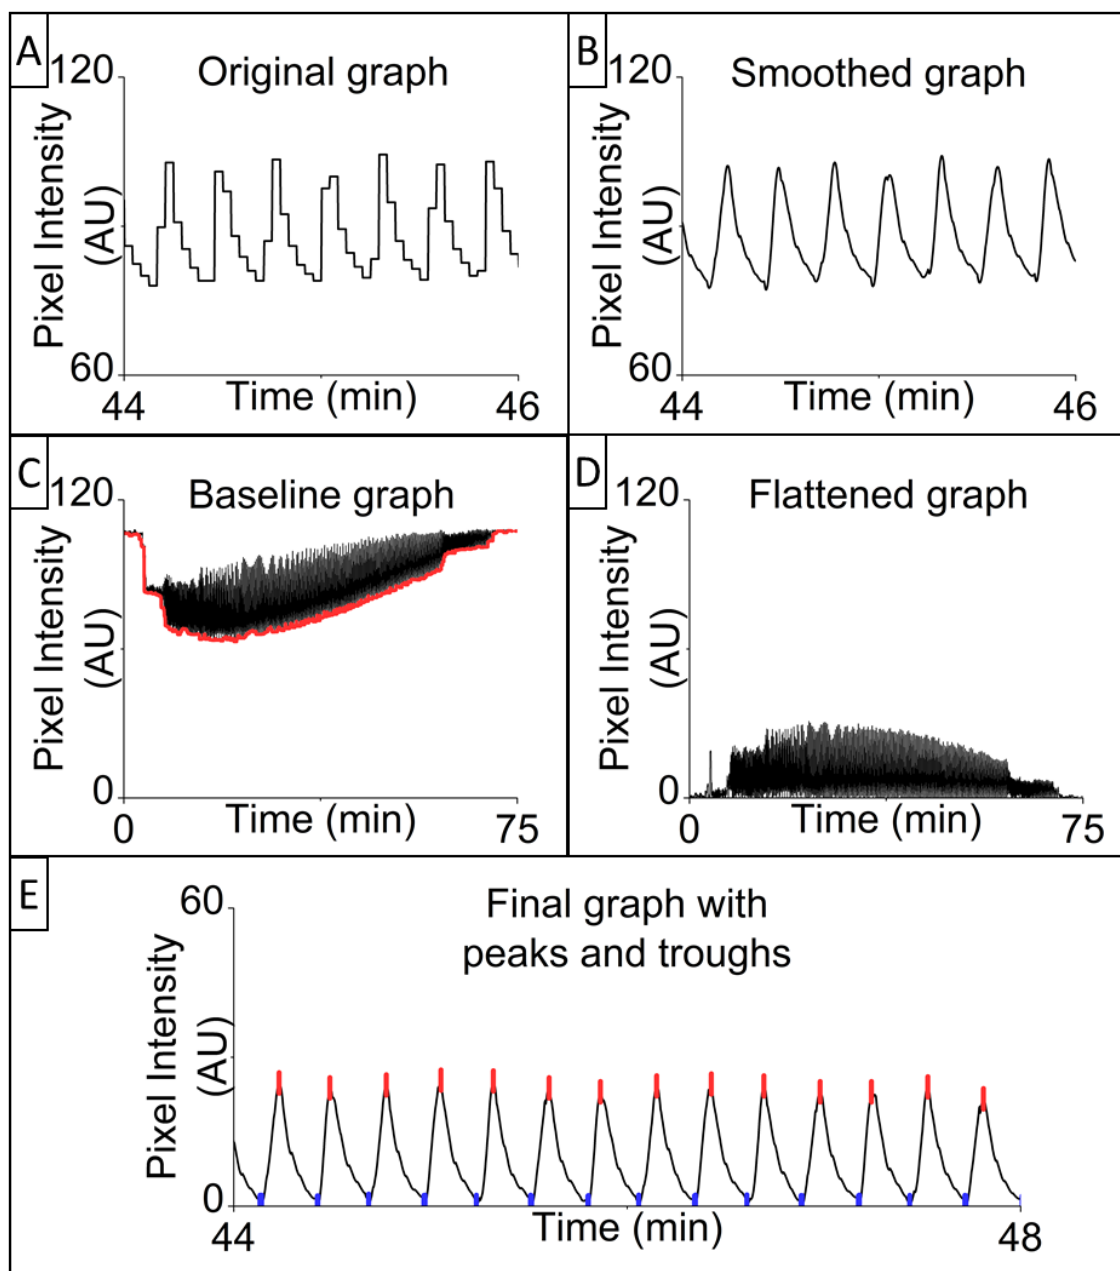 A
Original graph
120
Pixel Intensity
(AU)
60
44
Time (min)
46
B
Smoothed graph
120
Pixel Intensity
(AU)
60
44
Time (min)
46
C
Baseline graph
120
Pixel Intensity
(AU)
0
0
Time (min)
75
D
Flattened graph
120
Pixel Intensity
(AU)
0
0
Time (min)
75
E
Final graph with
peaks and troughs
60
Pixel Intensity
(AU)
0
44
Time (min)
48